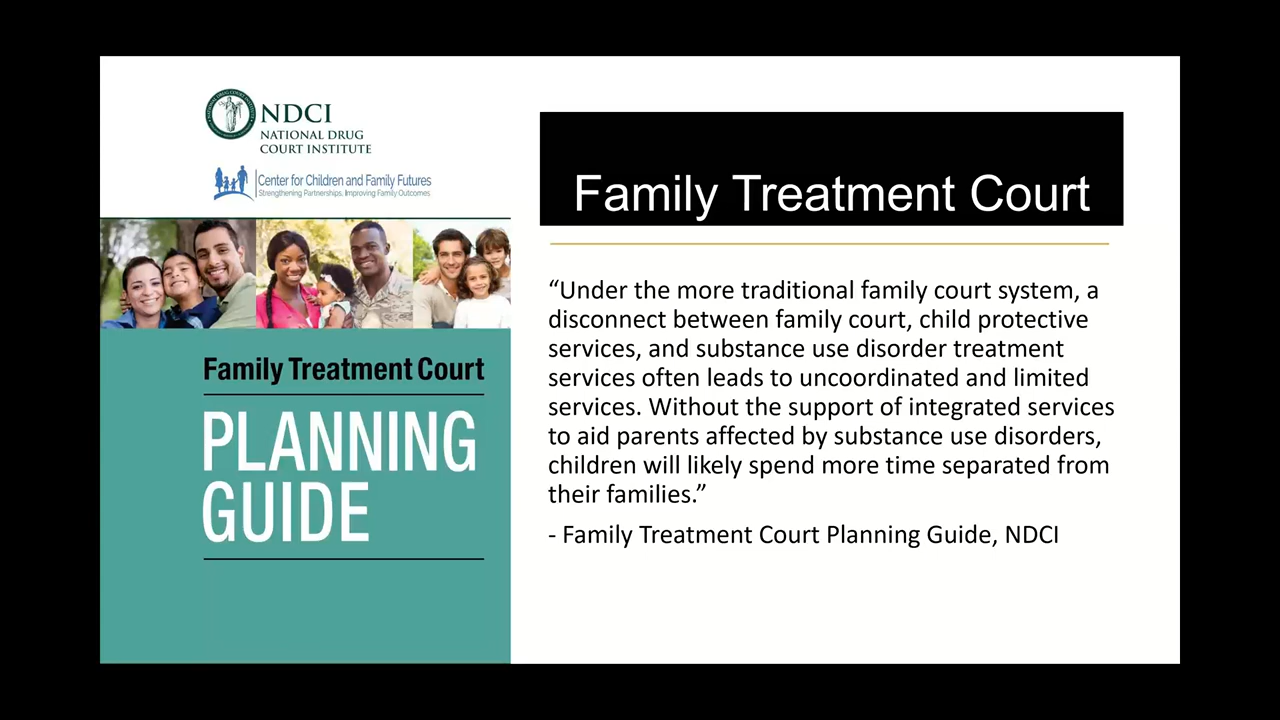 NDCI
NATIONAL DRUG
COURT INSTITUTE
Center for Children and Family Futures
Strengthening Partnerships, Improving Family Outcomes
Family Treatment Court
PLANNING
GUIDE
Family Treatment Court
“Under the more traditional family court system, a
disconnect between family court, child protective
services, and substance use disorder treatment
services often leads to uncoordinated and limited
services. Without the support of integrated services
to aid parents affected by substance use disorders,
children will likely spend more time separated from
their families.”
- Family Treatment Court Planning Guide, NDCI